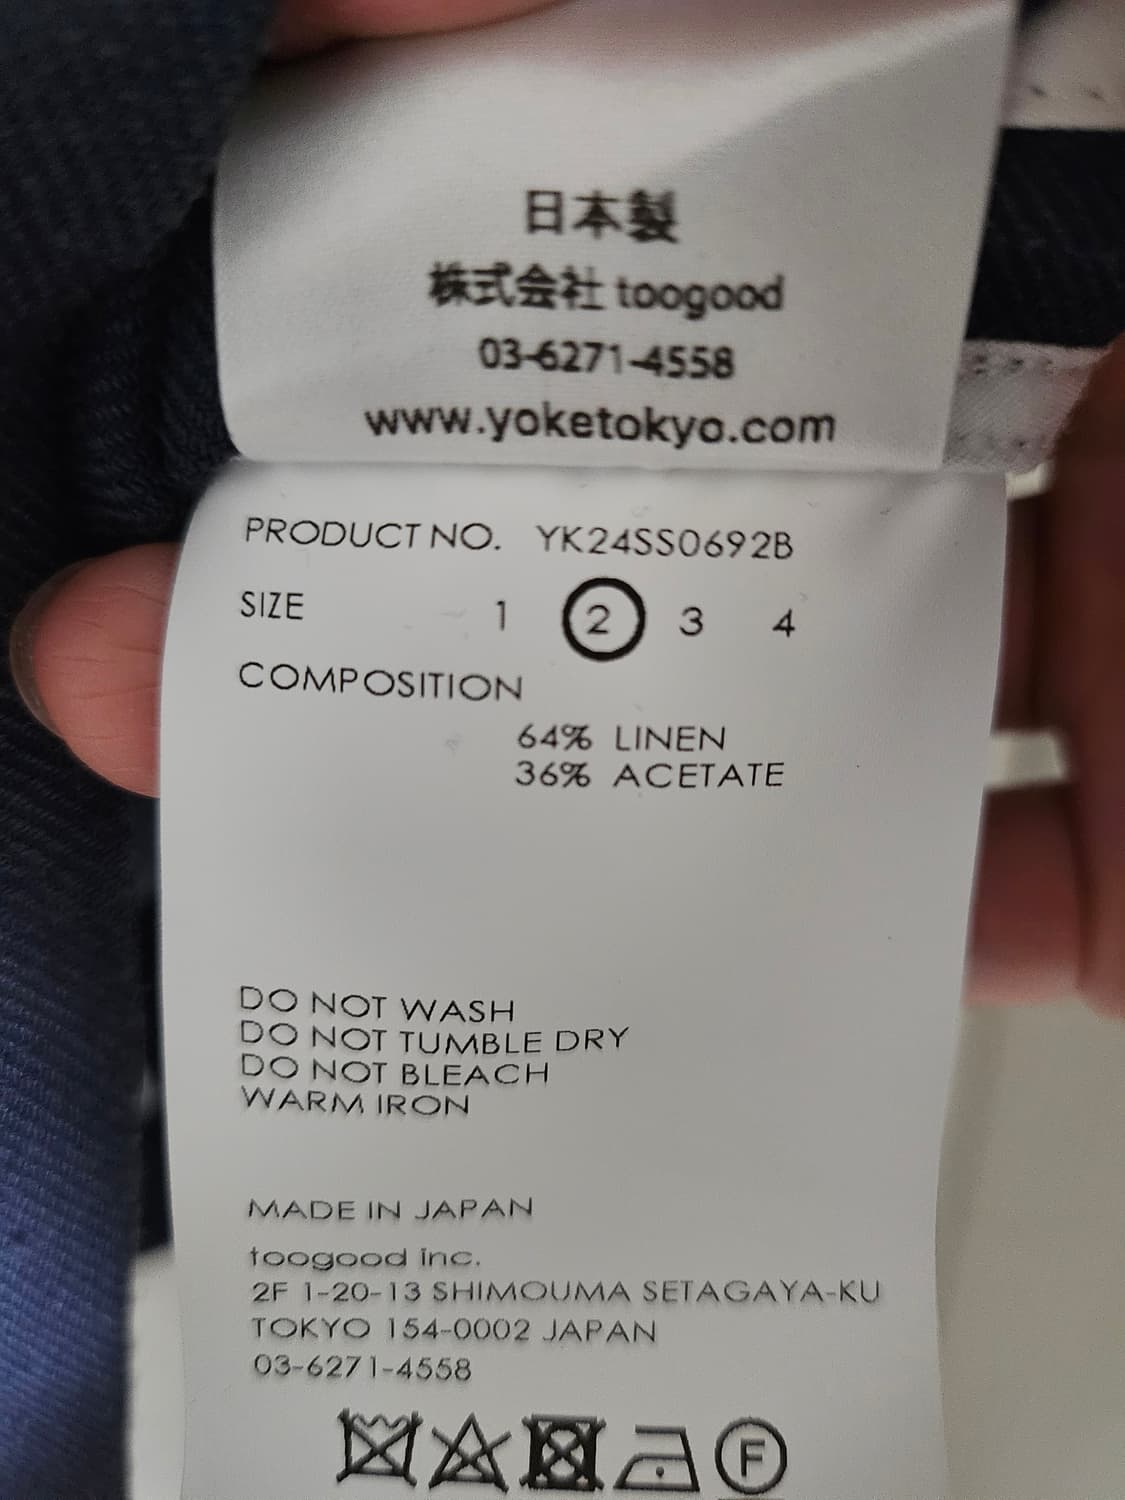 日本製
株式会社 toogood
03-6271-4558
www.yoketokyo.com
PRODUCT NO. YK24SS0692B
SIZE 1 2 3 4
COMPOSITION
64% LINEN
36% ACETATE
DO NOT WASH
DO NOT TUMBLE DRY
DO NOT BLEACH
WARM IRON
MADE IN JAPAN
toogood inc.
2F 1-20-13 SHIMOUMA SETAGAYA-KU
TOKYO 154-0002 JAPAN
03-6271-4558
F